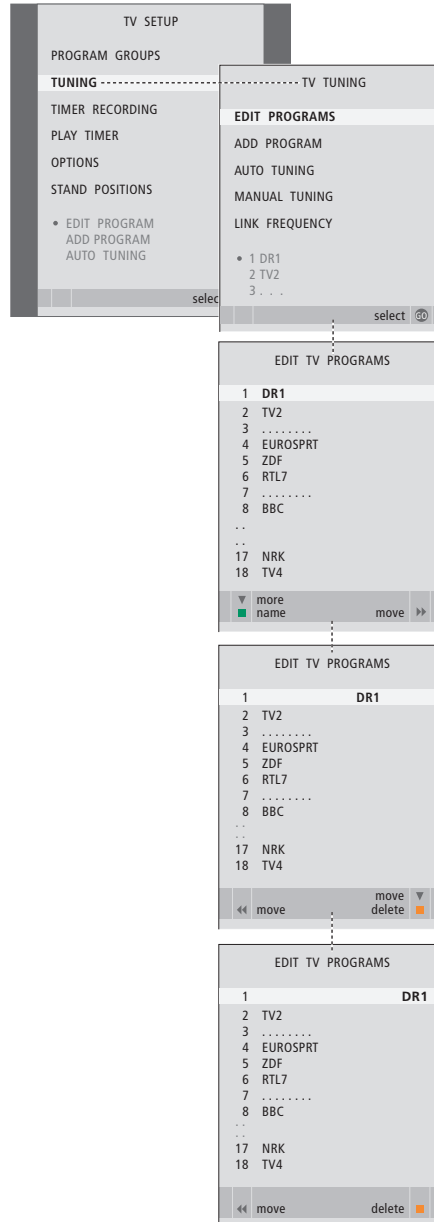 TV SETUP
PROGRAM GROUPS
TUNING
TIMER RECORDING
PLAY TIMER
OPTIONS
STAND POSITIONS
• EDIT PROGRAM
ADD PROGRAM
AUTO TUNING
selec
TV TUNING
EDIT PROGRAMS
ADD PROGRAM
AUTO TUNING
MANUAL TUNING
LINK FREQUENCY
• 1 DR1
2 TV2
3 . . .
select GO
EDIT TV PROGRAMS
1 DR1
2 TV2
3 . . . . . . . .
4 EUROSPRT
5 ZDF
6 RTL7
7 . . . . . . . .
8 BBC
. .
. .
17 NRK
18 TV4
▼ more
■ name move ▸▸
EDIT TV PROGRAMS
1 DR1
2 TV2
3 . . . . . . . .
4 EUROSPRT
5 ZDF
6 RTL7
7 . . . . . . . .
8 BBC
. .
. .
17 NRK
18 TV4
move ▼
◂◂ move delete ■
EDIT TV PROGRAMS
1 DR1
2 TV2
3 . . . . . . . .
4 EUROSPRT
5 ZDF
6 RTL7
7 . . . . . . . .
8 BBC
. .
. .
17 NRK
18 TV4
◂◂ move delete ■